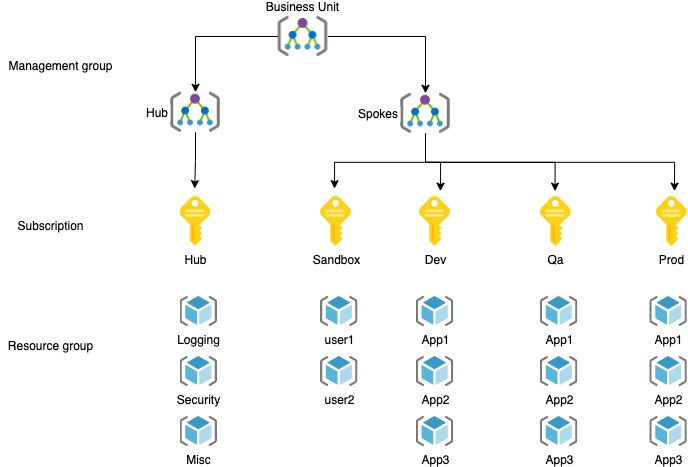 Business Unit
Management group
Hub
Spokes
Subscription
Hub
Sandbox
Dev
Qa
Prod
Resource group
Logging
user1
App1
App1
App1
Security
user2
App2
App2
App2
Misc
App3
App3
App3